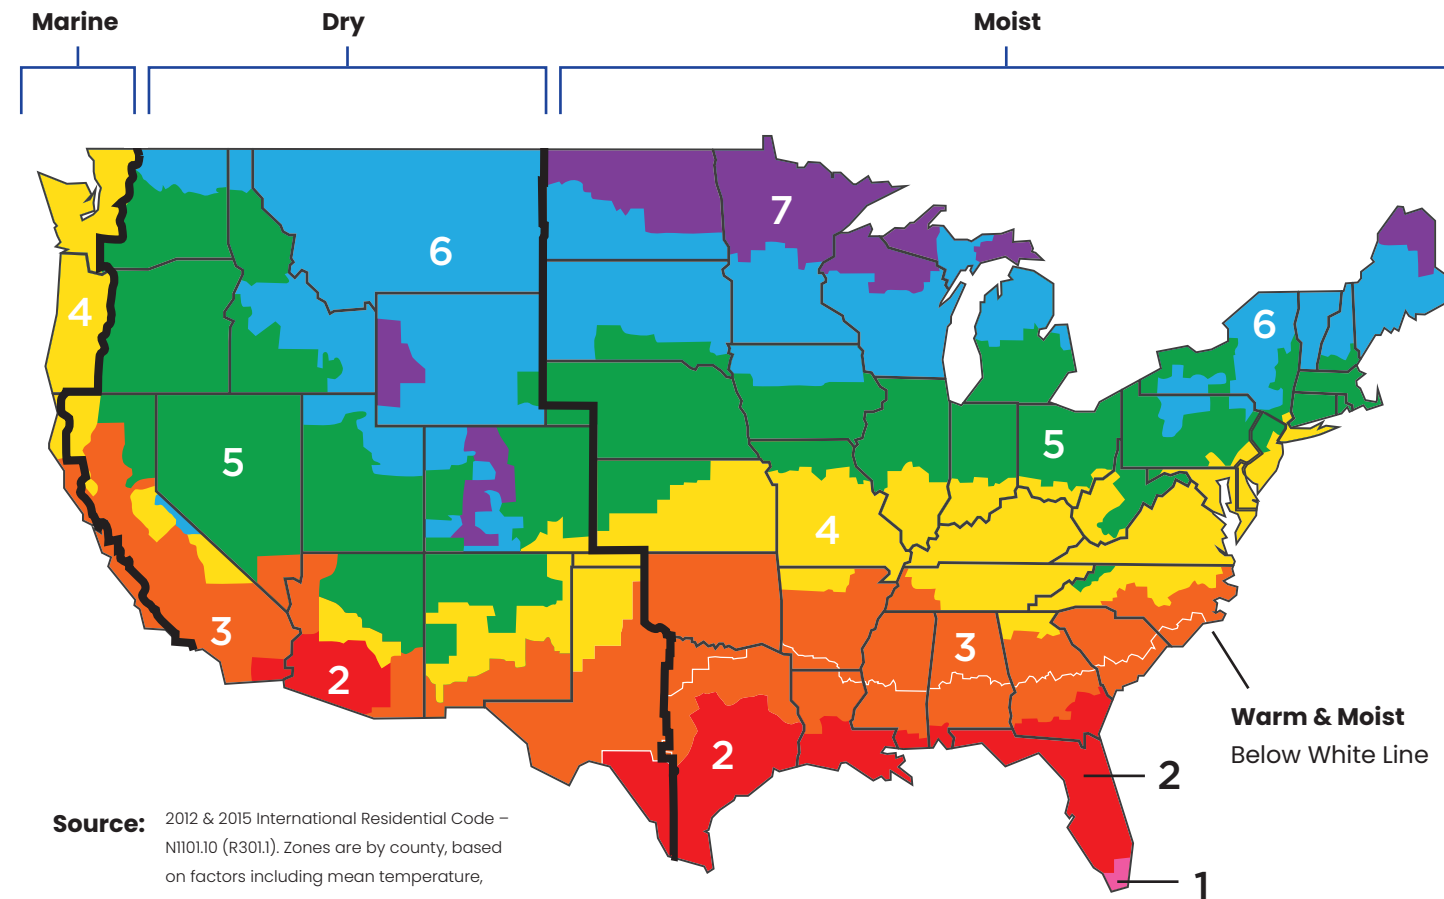 Marine
Dry
Moist
7
6
4
6
5
5
4
3
3
2
Warm & Moist
Below White Line
2
2
1
Source:
2012 & 2015 International Residential Code –
N1101.10 (R301.1). Zones are by county, based
on factors including mean temperature,